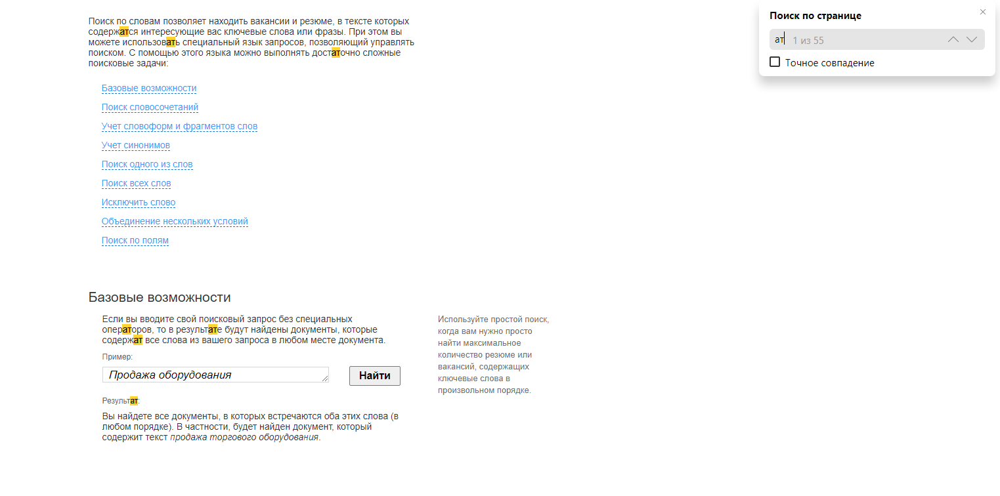 Поиск по словам позволяет находить вакансии и резюме, в тексте которых
содержатся интересующие вас ключевые слова или фразы. При этом вы
можете использовать специальный язык запросов, позволяющий управлять
поиском. С помощью этого языка можно выполнять достаточно сложные
поисковые задачи:
Базовые возможности
Поиск словосочетаний
Учет словоформ и фрагментов слов
Учет синонимов
Поиск одного из слов
Поиск всех слов
Исключить слово
Объединение нескольких условий
Поиск по полям
Базовые возможности
Если вы вводите свой поисковый запрос без специальных
операторов, то в результате будут найдены документы, которые
содержат все слова из вашего запроса в любом месте документа.
Пример:
Продажа оборудования
Найти
Результат:
Вы найдете все документы, в которых встречаются оба этих слова (в
любом порядке). В частности, будет найден документ, который
содержит текст продажа торгового оборудования.
Используйте простой поиск,
когда вам нужно просто
найти максимальное
количество резюме или
вакансий, содержащих
ключевые слова в
произвольном порядке.
Поиск по странице
ат 1 из 55
Точное совпадение